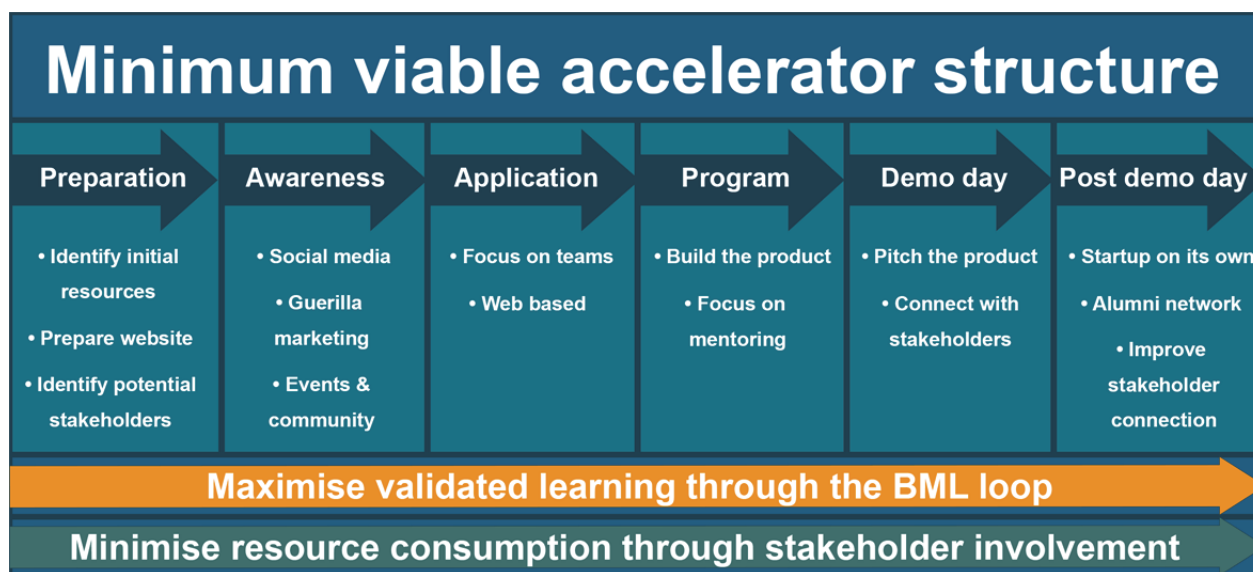 Minimum viable accelerator structure
Preparation
Awareness
Application
Program
Demo day
Post demo day
• Identify initial
resources
• Prepare website
• Identify potential
stakeholders
• Social media
• Guerilla
marketing
• Events &
community
• Focus on teams
• Web based
• Build the product
• Focus on
mentoring
• Pitch the product
• Connect with
stakeholders
• Startup on its own
• Alumni network
• Improve
stakeholder
connection
Maximise validated learning through the BML loop
Minimise resource consumption through stakeholder involvement